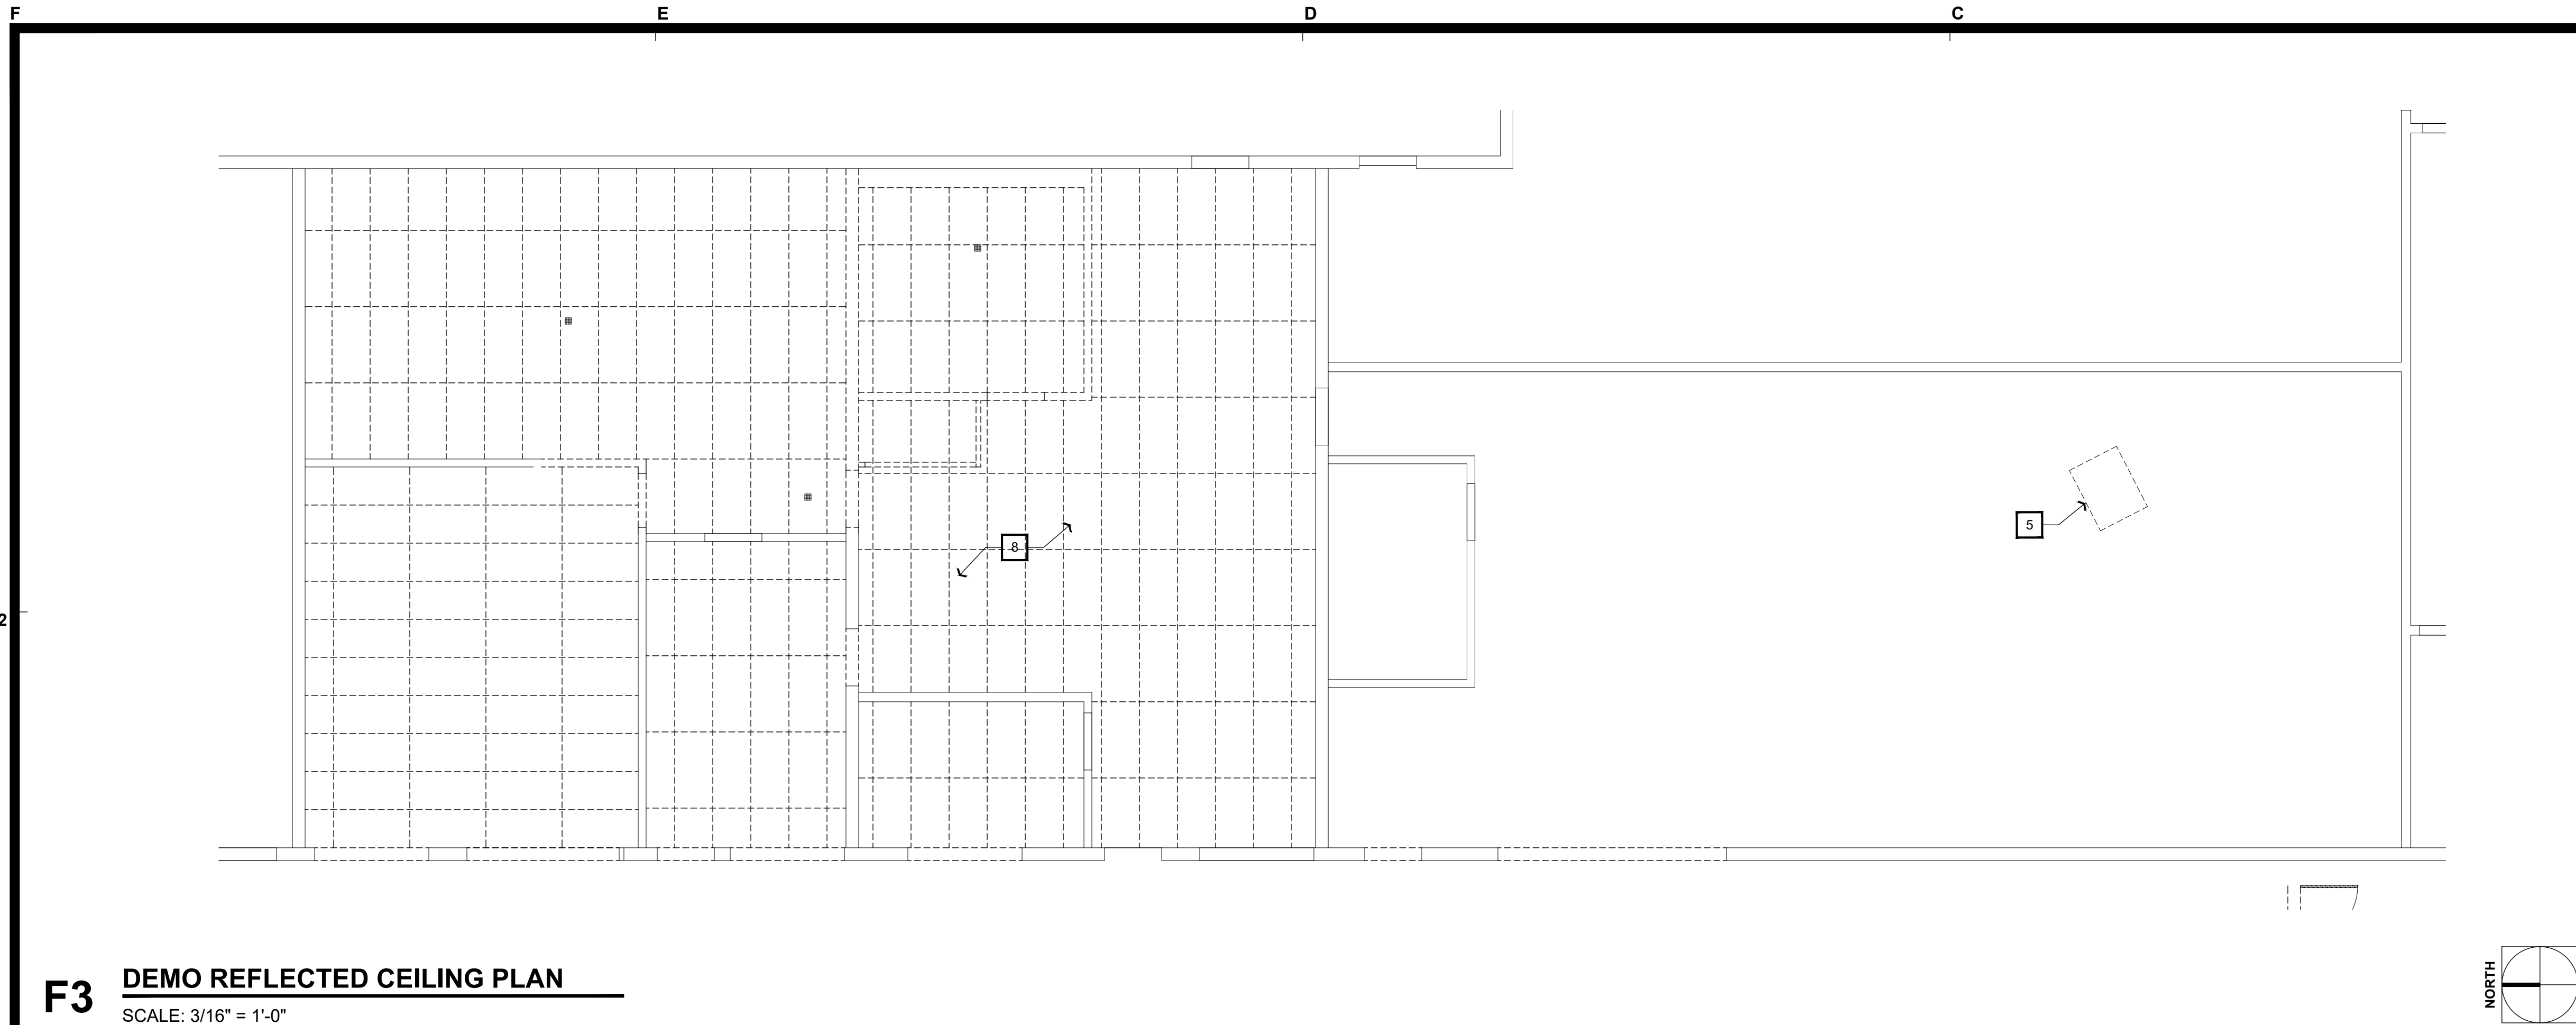 F E D C
2
8
5
F3 DEMO REFLECTED CEILING PLAN
SCALE: 3/16" = 1'-0"
NORTH